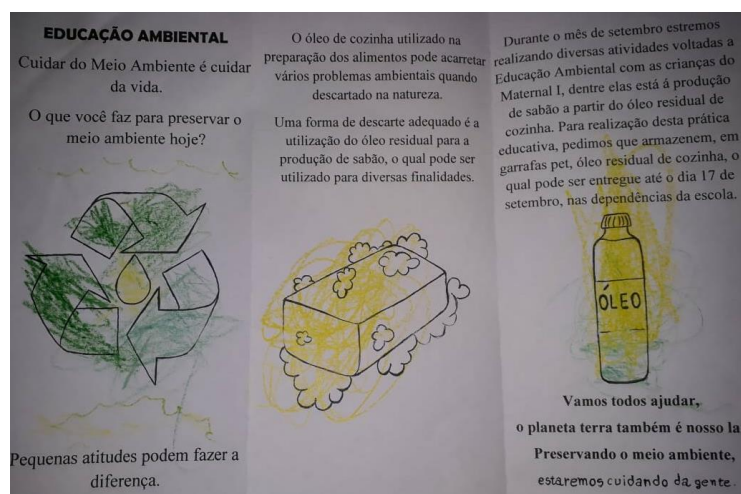 EDUCAÇÃO AMBIENTAL
Cuidar do Meio Ambiente é cuidar
da vida.
O que você faz para preservar o
meio ambiente hoje?
Pequenas atitudes podem fazer a
diferença.
O óleo de cozinha utilizado na
preparação dos alimentos pode acarretar
vários problemas ambientais quando
descartado na natureza.
Uma forma de descarte adequado é a
utilização do óleo residual para a
produção de sabão, o qual pode ser
utilizado para diversas finalidades.
Durante o mês de setembro estremos
realizando diversas atividades voltadas a
Educação Ambiental com as crianças do
Maternal I, dentre elas está á produção
de sabão a partir do óleo residual de
cozinha. Para realização desta prática
educativa, pedimos que armazenem, em
garrafas pet, óleo residual de cozinha, o
qual pode ser entregue até o dia 17 de
setembro, nas dependências da escola.
ÓLEO
Vamos todos ajudar,
o planeta terra também é nosso la
Preservando o meio ambiente,
estaremos cuidando da gente.